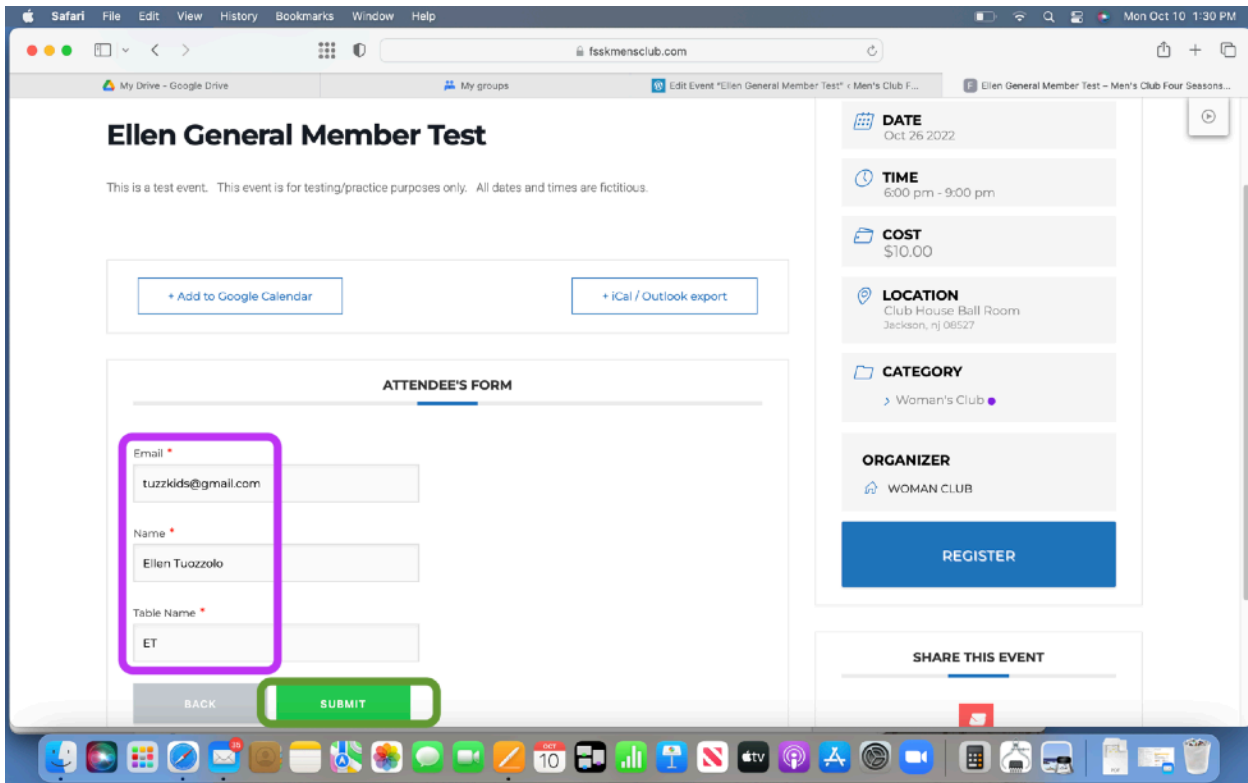 Safari File Edit View History Bookmarks Window Help Mon Oct 10 1:30 PM
fsskmensclub.com
My Drive - Google Drive My groups Edit Event "Ellen General Member Test" ‹ Men's Club F... Ellen General Member Test – Men's Club Four Seasons...
Ellen General Member Test
This is a test event. This event is for testing/practice purposes only. All dates and times are fictitious.
+ Add to Google Calendar
+ iCal / Outlook export
ATTENDEE'S FORM
Email *
tuzzkids@gmail.com
Name *
Ellen Tuozzolo
Table Name *
ET
BACK
SUBMIT
DATE
Oct 26 2022
TIME
6:00 pm - 9:00 pm
COST
$10.00
LOCATION
Club House Ball Room
Jackson, nj 08527
CATEGORY
Woman's Club
ORGANIZER
WOMAN CLUB
REGISTER
SHARE THIS EVENT
OCT
10
tv